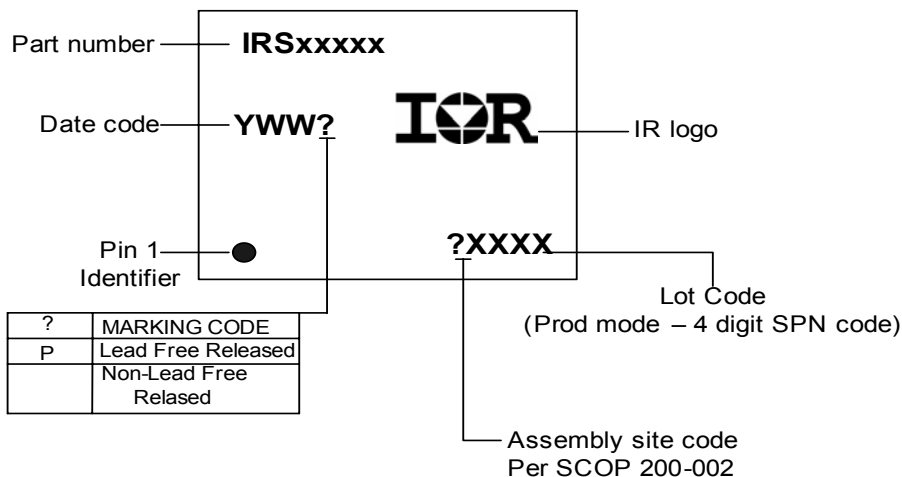 Part number
IRSxxxxx
Date code
YWW?
IOR
IR logo
Pin 1
Identifier
?XXXX
Lot Code
(Prod mode – 4 digit SPN code)
? MARKING CODE
P Lead Free Released
Non-Lead Free
Relased
Assembly site code
Per SCOP 200-002